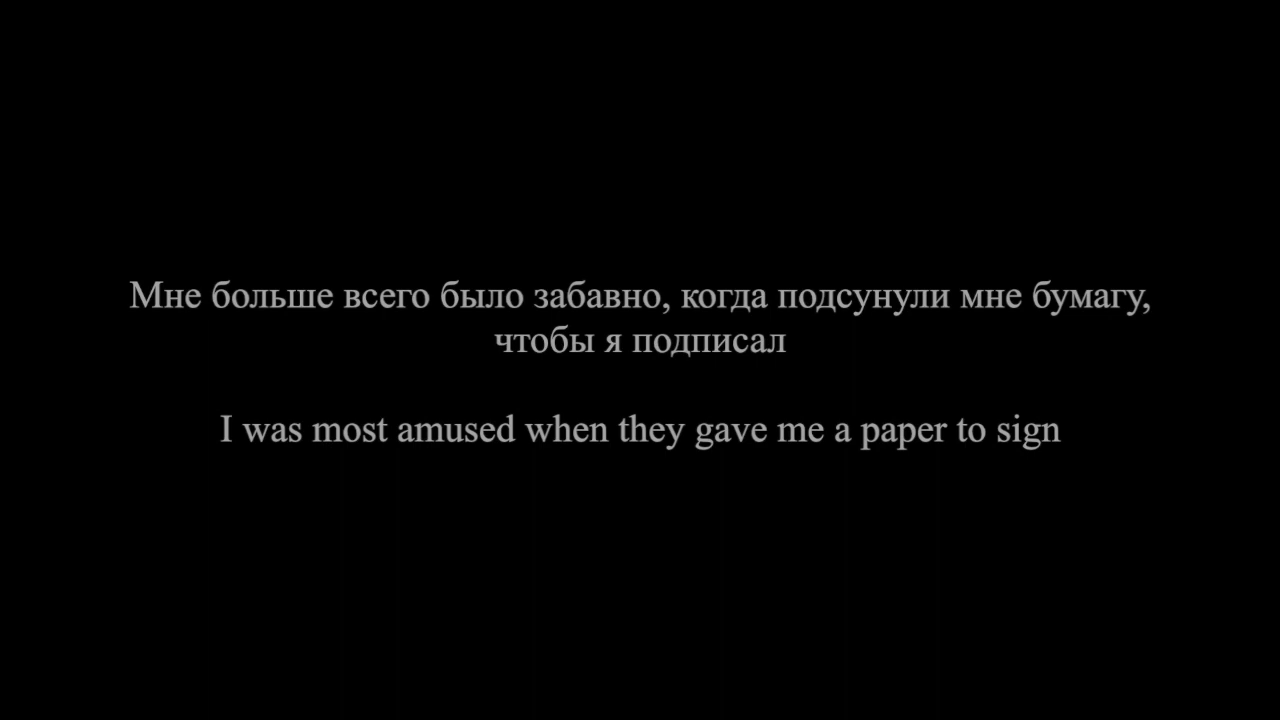 Мне больше всего было забавно, когда подсунули мне бумагу,
чтобы я подписал
I was most amused when they gave me a paper to sign